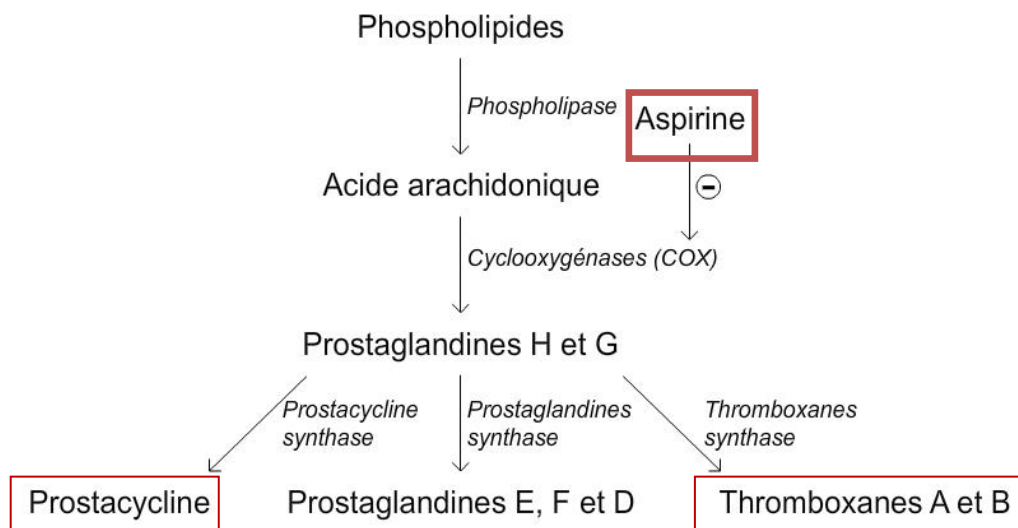 Phospholipides
Phospholipase
Aspirine
Acide arachidonique
−
Cyclooxygénases (COX)
Prostaglandines H et G
Prostacycline
synthase
Prostaglandines
synthase
Thromboxanes
synthase
Prostacycline
Prostaglandines E, F et D
Thromboxanes A et B